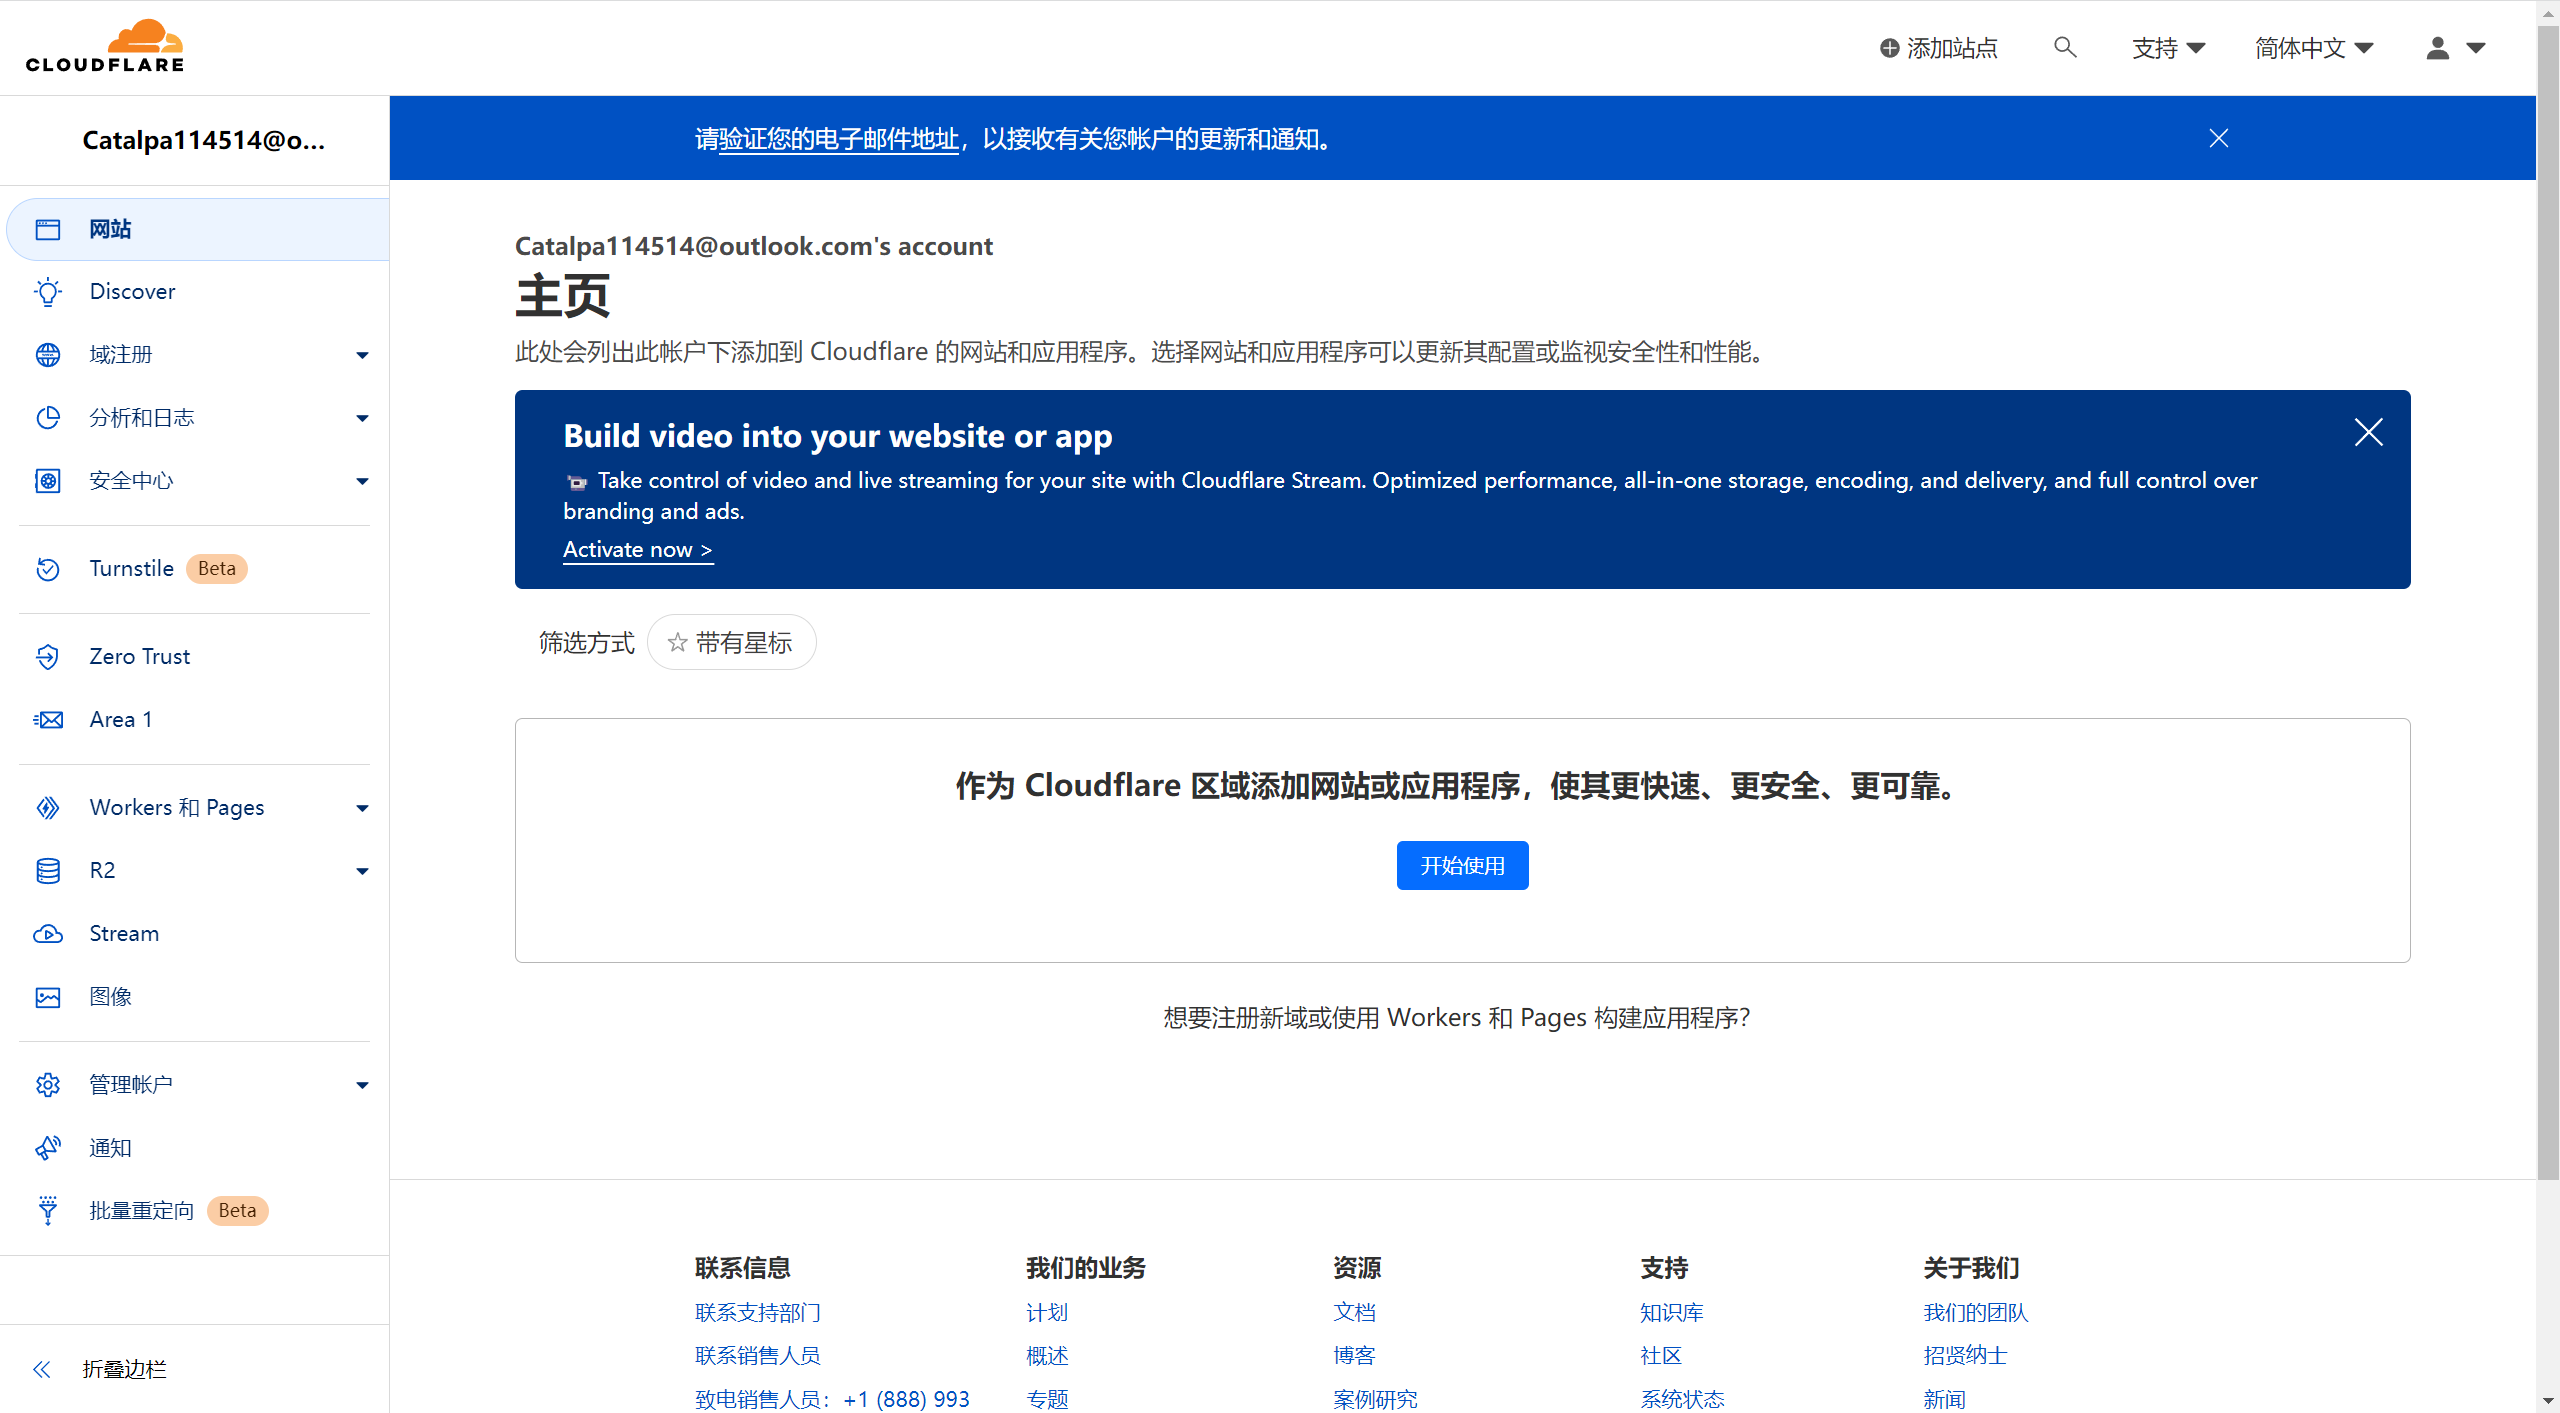 CLOUDFLARE
添加站点
支持
简体中文
Catalpa114514@o...
网站
Discover
域注册
分析和日志
安全中心
Turnstile Beta
Zero Trust
Area 1
Workers 和 Pages
R2
Stream
图像
管理帐户
通知
批量重定向 Beta
折叠边栏
请验证您的电子邮件地址，以接收有关您帐户的更新和通知。
Catalpa114514@outlook.com's account
主页
此处会列出此帐户下添加到 Cloudflare 的网站和应用程序。选择网站和应用程序可以更新其配置或监视安全性和性能。
Build video into your website or app
Take control of video and live streaming for your site with Cloudflare Stream. Optimized performance, all-in-one storage, encoding, and delivery, and full control over
branding and ads.
Activate now >
筛选方式 带有星标
作为 Cloudflare 区域添加网站或应用程序，使其更快速、更安全、更可靠。
开始使用
想要注册新域或使用 Workers 和 Pages 构建应用程序？
联系信息
联系支持部门
联系销售人员
致电销售人员：+1 (888) 993
我们的业务
计划
概述
专题
资源
文档
博客
案例研究
支持
知识库
社区
系统状态
关于我们
我们的团队
招贤纳士
新闻